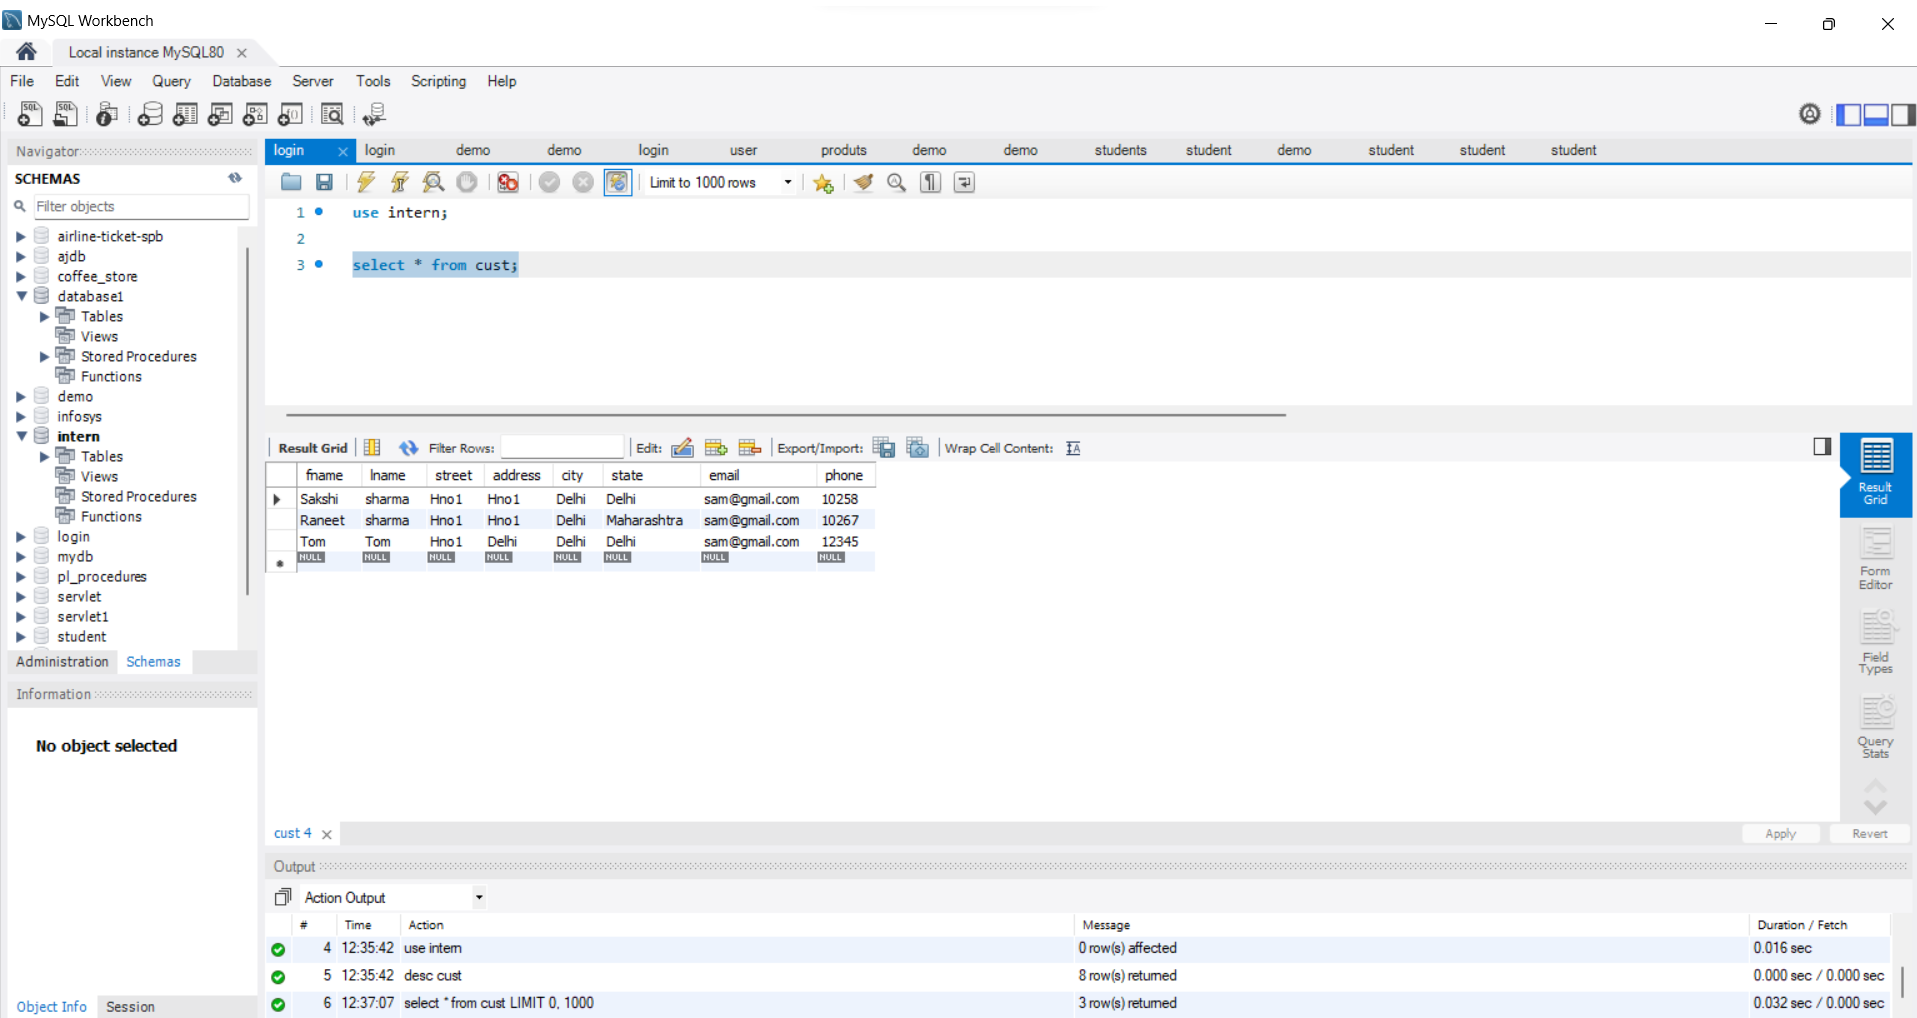 MySQL Workbench
Local instance MySQL80
File Edit View Query Database Server Tools Scripting Help
Navigator
SCHEMAS
Filter objects
airline-ticket-spb
ajdb
coffee_store
database1
Tables
Views
Stored Procedures
Functions
demo
infosys
intern
Tables
Views
Stored Procedures
Functions
login
mydb
pl_procedures
servlet
servlet1
student
Administration Schemas
Information
No object selected
Object Info Session
login login demo demo login user produts demo demo students student demo student student student
Limit to 1000 rows
1 use intern;
2
3 select * from cust;
Result Grid Filter Rows: Edit: Export/Import: Wrap Cell Content:
fname lname street address city state email phone
Sakshi sharma Hno1 Hno1 Delhi Delhi sam@gmail.com 10258
Raneet sharma Hno1 Hno1 Delhi Maharashtra sam@gmail.com 10267
Tom Tom Hno1 Delhi Delhi Delhi sam@gmail.com 12345
NULL NULL NULL NULL NULL NULL NULL NULL
Result
Grid
Form
Editor
Field
Types
Query
Stats
cust 4
Apply Revert
Output
Action Output
# Time Action Message Duration / Fetch
4 12:35:42 use intern 0 row(s) affected 0.016 sec
5 12:35:42 desc cust 8 row(s) returned 0.000 sec / 0.000 sec
6 12:37:07 select * from cust LIMIT 0, 1000 3 row(s) returned 0.032 sec / 0.000 sec